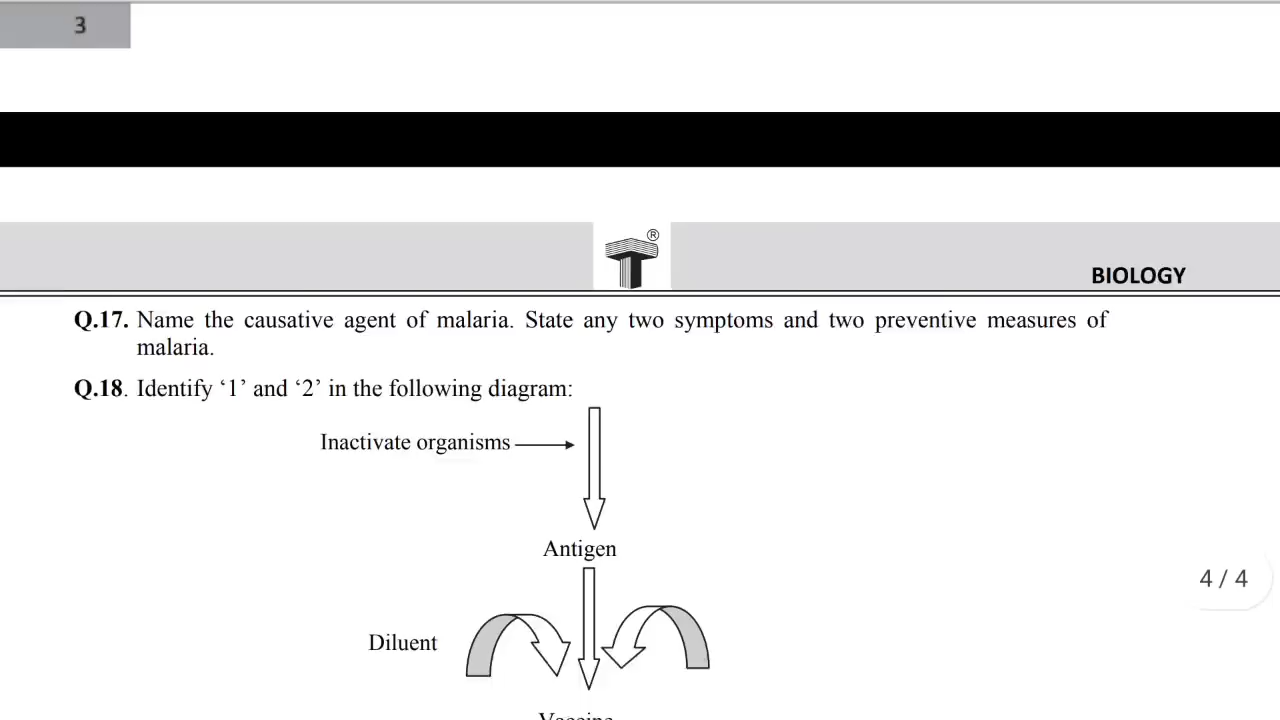 3
®
BIOLOGY
Q.17. Name the causative agent of malaria. State any two symptoms and two preventive measures of
malaria.
Q.18. Identify ‘1’ and ‘2’ in the following diagram:
Inactivate organisms
Antigen
4 / 4
Diluent
Vaccine